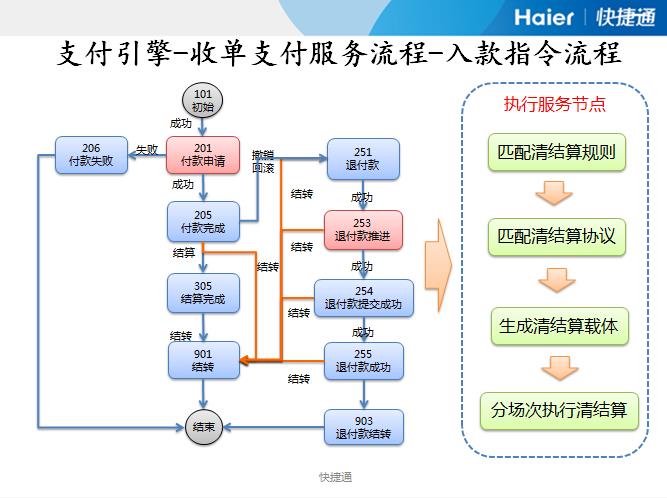 Haier 快捷通
支付引擎-收单支付服务流程-入款指令流程
101
初始
成功
206
付款失败
失败
201
付款申请
撤销
回滚
251
退付款
成功
结转
成功
205
付款完成
253
退付款推进
结转
结算
结转
成功
305
结算完成
254
退付款提交成功
结转
结转
成功
901
结转
255
退付款成功
结转
结束
903
退付款结转
执行服务节点
匹配清结算规则
匹配清结算协议
生成清结算载体
分场次执行清结算
快捷通